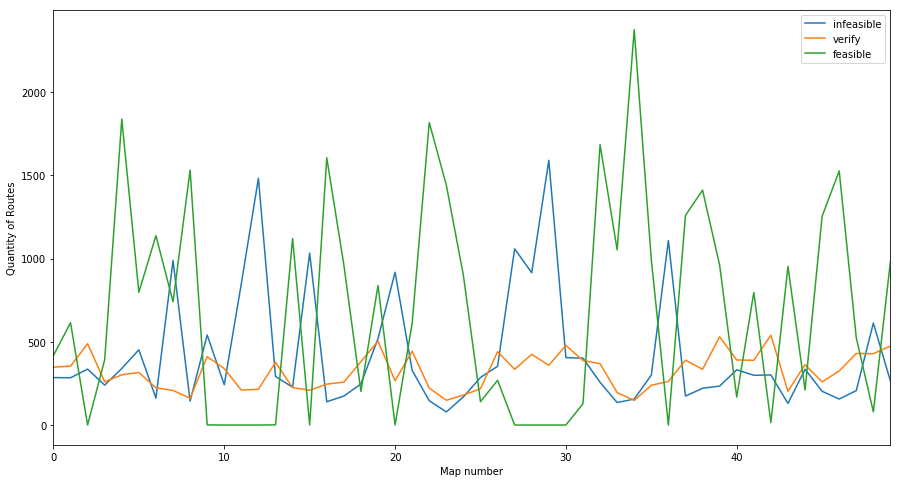 infeasible
verify
feasible
2000
1500
1000
500
0
Quantity of Routes
0 10 20 30 40
Map number